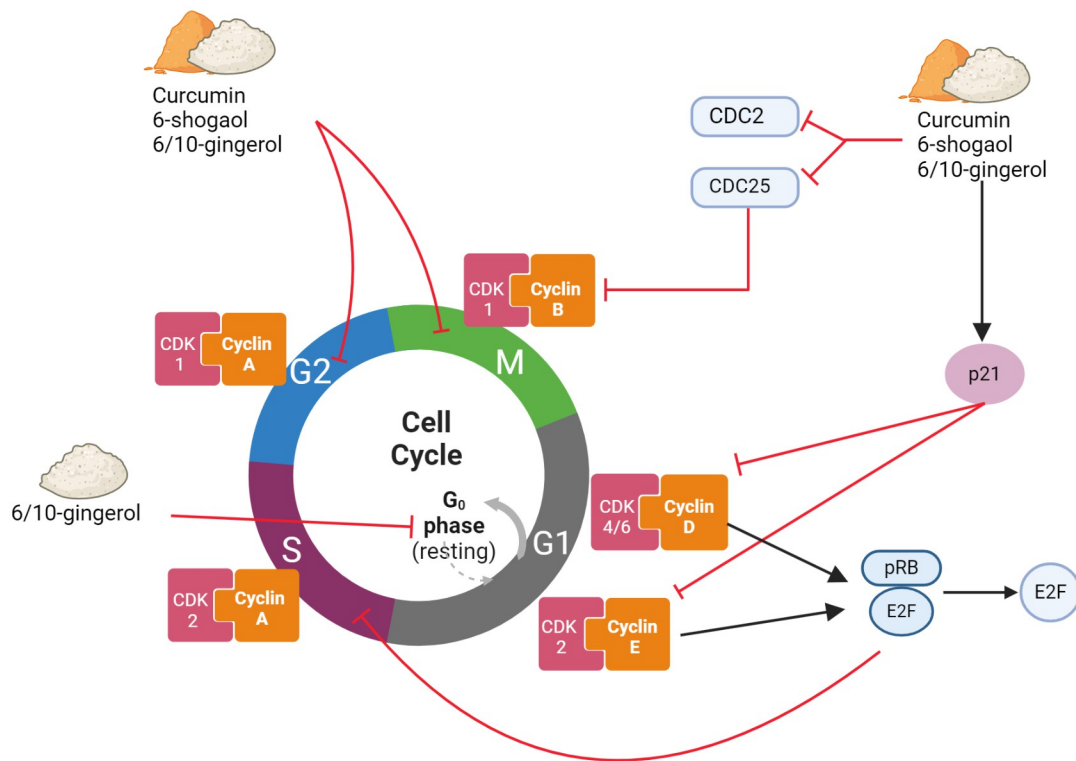 Curcumin
6-shogaol
6/10-gingerol
CDC2
CDC25
Curcumin
6-shogaol
6/10-gingerol
CDK
1
Cyclin
B
CDK
1
Cyclin
A
G2
M
p21
Cell
Cycle
6/10-gingerol
G₀
phase
(resting)
S
G1
CDK
4/6
Cyclin
D
CDK
2
Cyclin
A
CDK
2
Cyclin
E
pRB
E2F
E2F